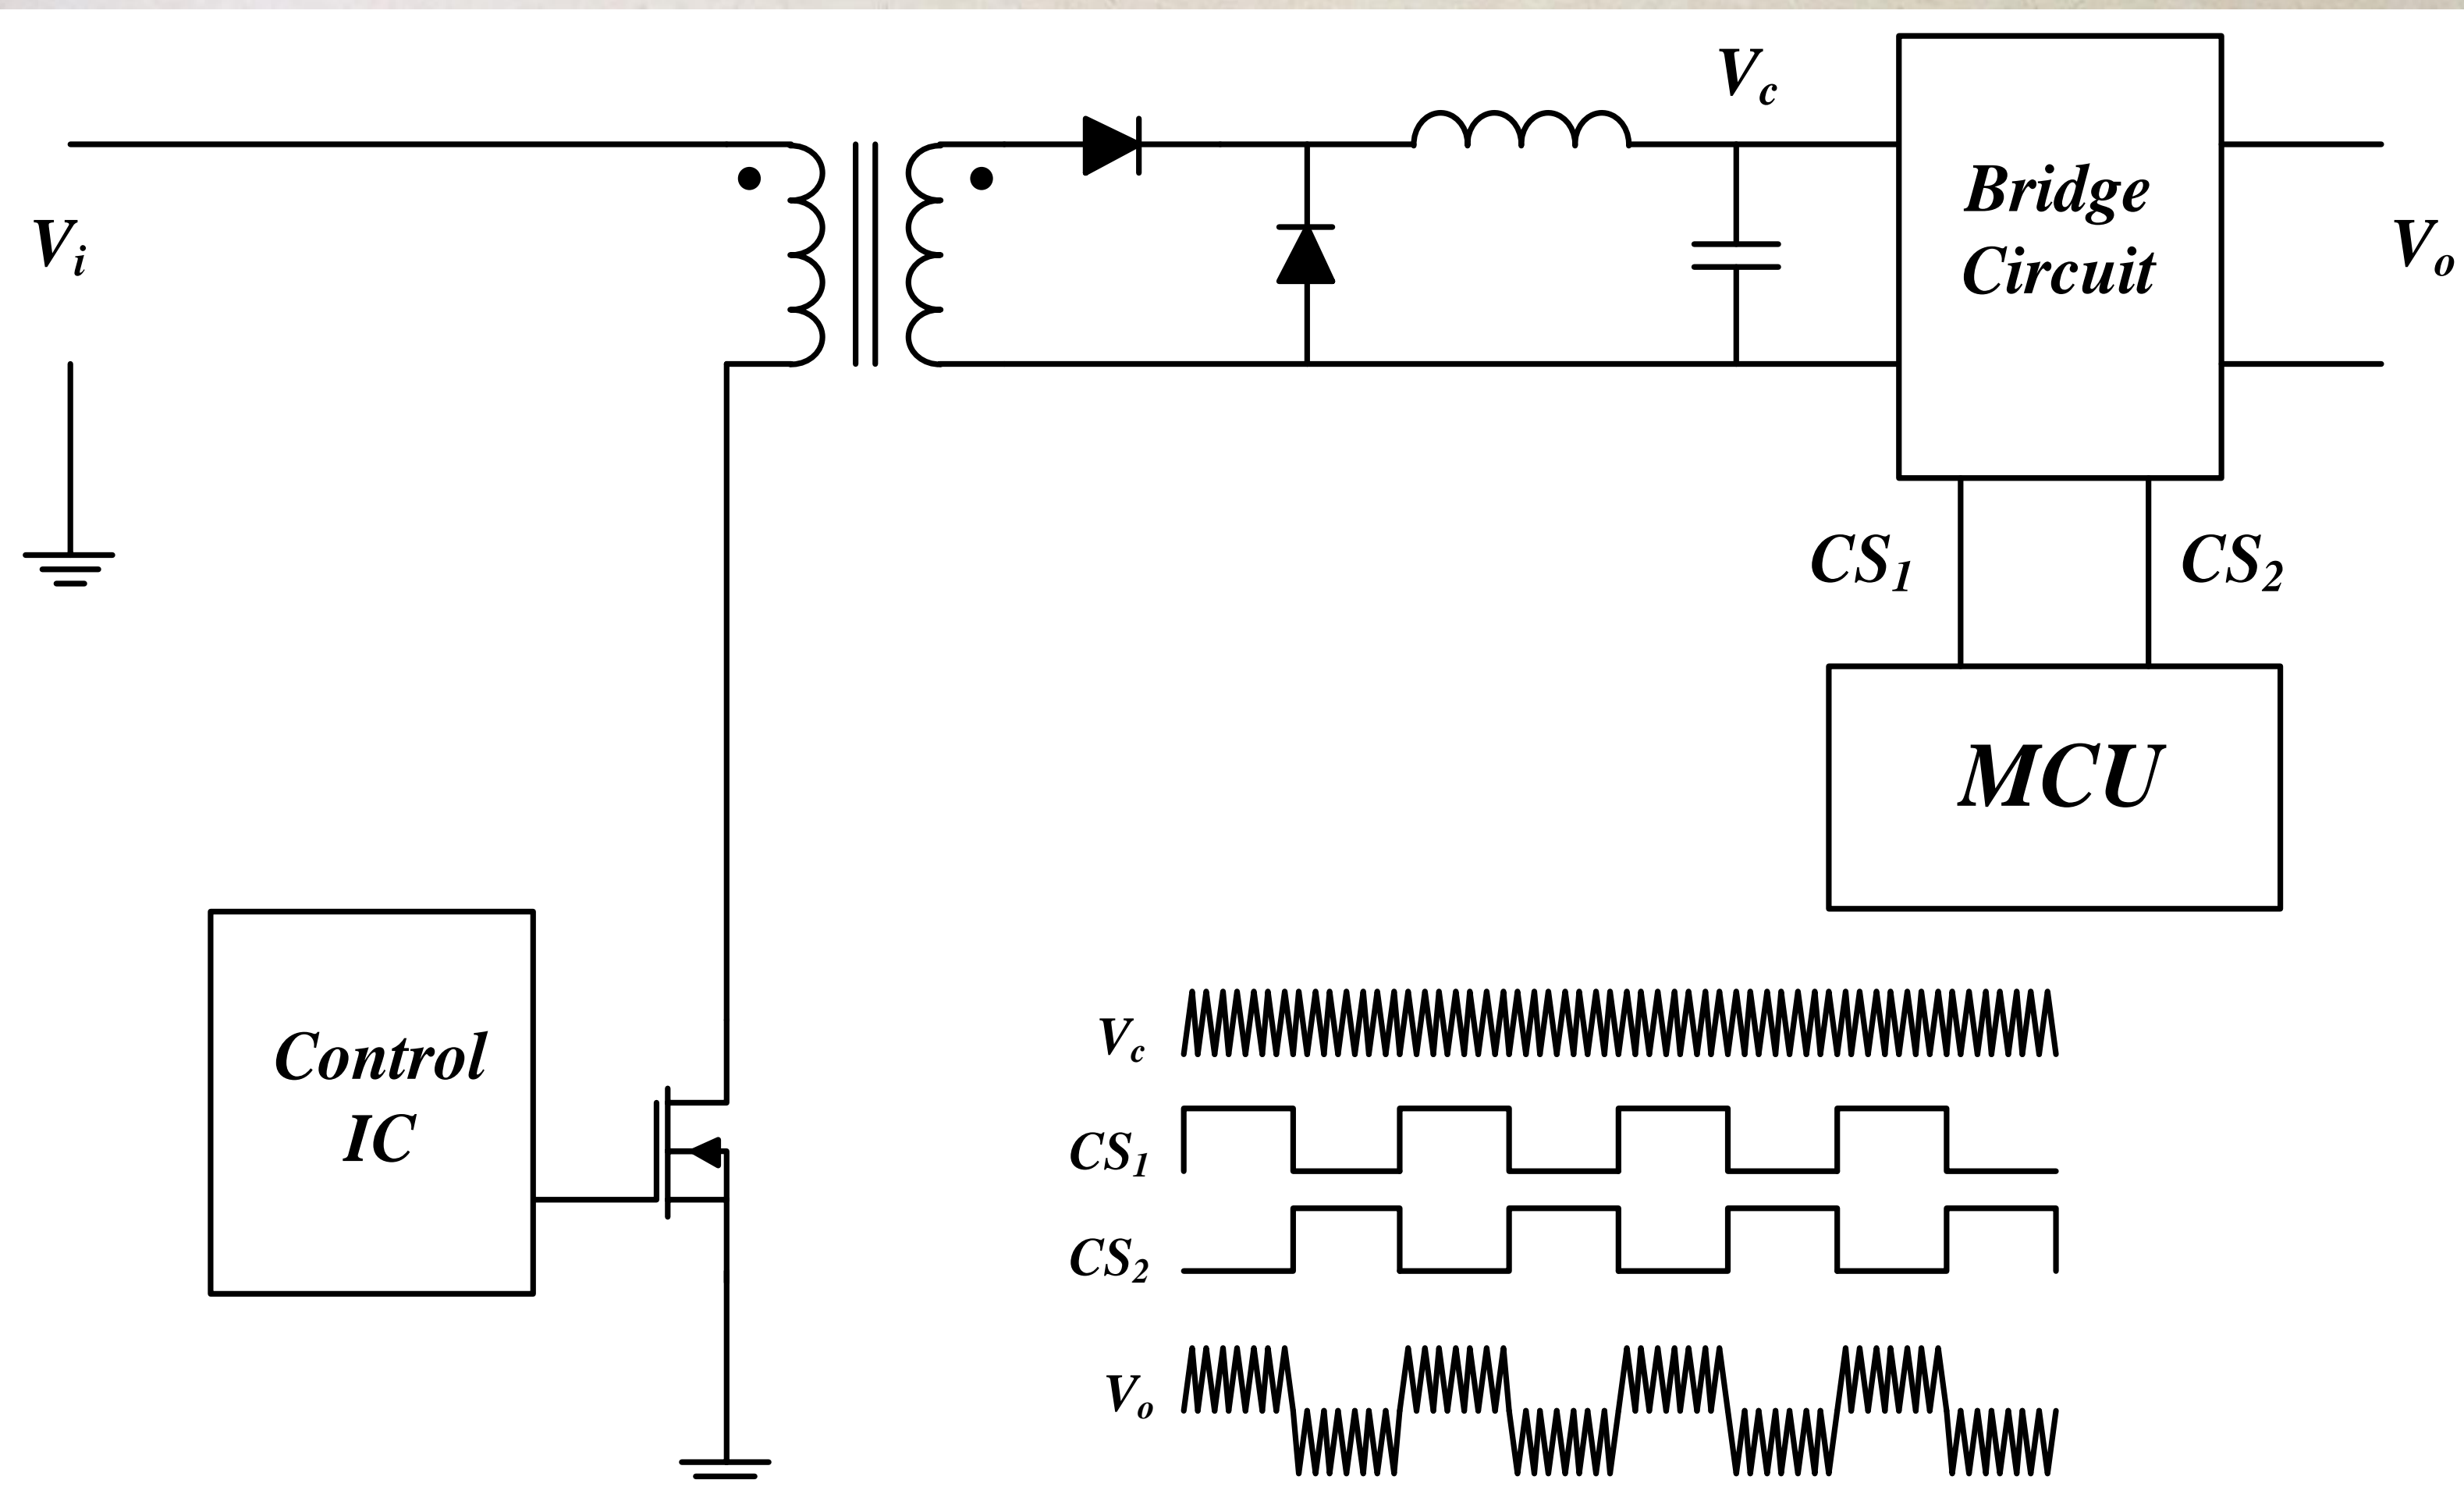 Vc
Bridge
Circuit
Vi
Vo
CS1
CS2
MCU
Control
IC
Vc
CS1
CS2
Vo